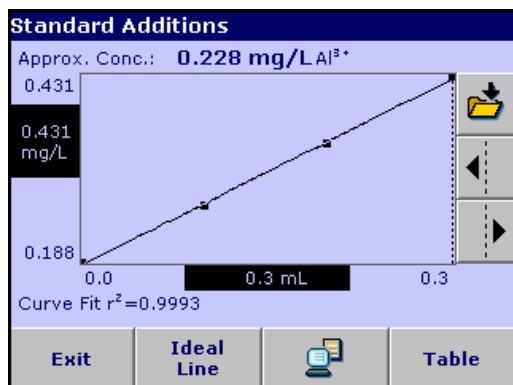 Standard Additions
Approx. Conc.: 0.228 mg/L Al³⁺
0.431
0.431
mg/L
0.188
0.0 0.3 mL 0.3
Curve Fit r²=0.9993
Exit Ideal Line Table